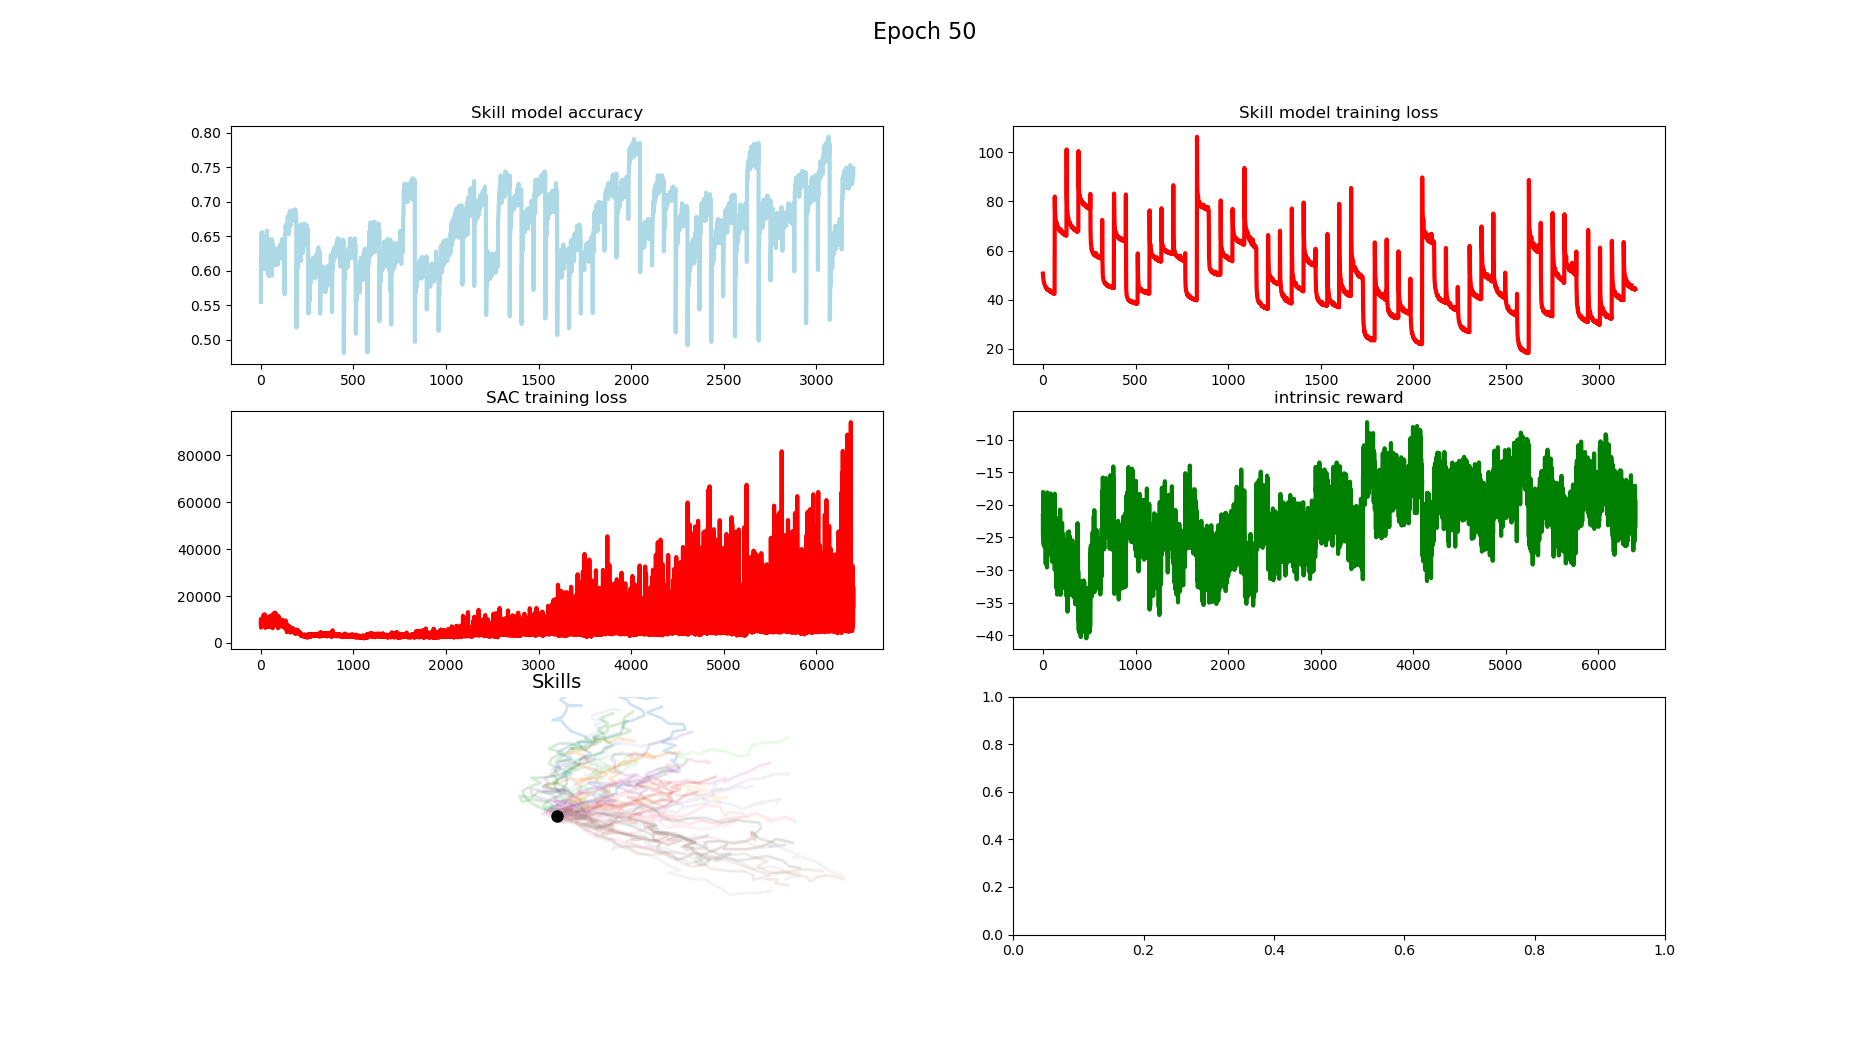 Epoch 50
Skill model accuracy
0.80
0.75
0.70
0.65
0.60
0.55
0.50
0 500 1000 1500 2000 2500 3000
Skill model training loss
100
80
60
40
20
0 500 1000 1500 2000 2500 3000
SAC training loss
80000
60000
40000
20000
0
0 1000 2000 3000 4000 5000 6000
intrinsic reward
−10
−15
−20
−25
−30
−35
−40
0 1000 2000 3000 4000 5000 6000
Skills
1.0
0.8
0.6
0.4
0.2
0.0
0.0 0.2 0.4 0.6 0.8 1.0